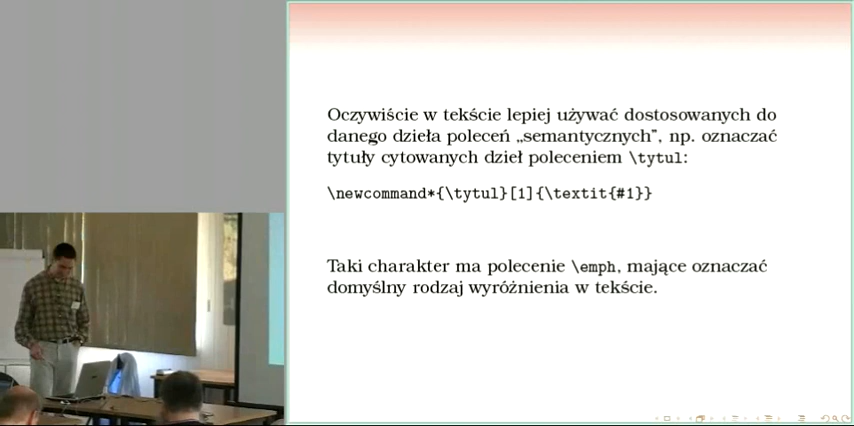 Oczywiście w tekście lepiej używać dostosowanych do
danego dzieła poleceń „semantycznych”, np. oznaczać
tytuły cytowanych dzieł poleceniem \tytul:
\newcommand*{\tytul}[1]{\textit{#1}}
Taki charakter ma polecenie \emph, mające oznaczać
domyślny rodzaj wyróżnienia w tekście.